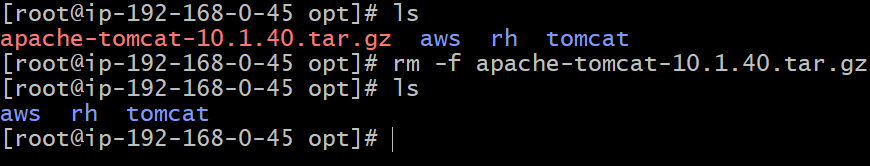 [root@ip-192-168-0-45 opt]# ls
apache-tomcat-10.1.40.tar.gz  aws  rh  tomcat
[root@ip-192-168-0-45 opt]# rm -f apache-tomcat-10.1.40.tar.gz
[root@ip-192-168-0-45 opt]# ls
aws  rh  tomcat
[root@ip-192-168-0-45 opt]#